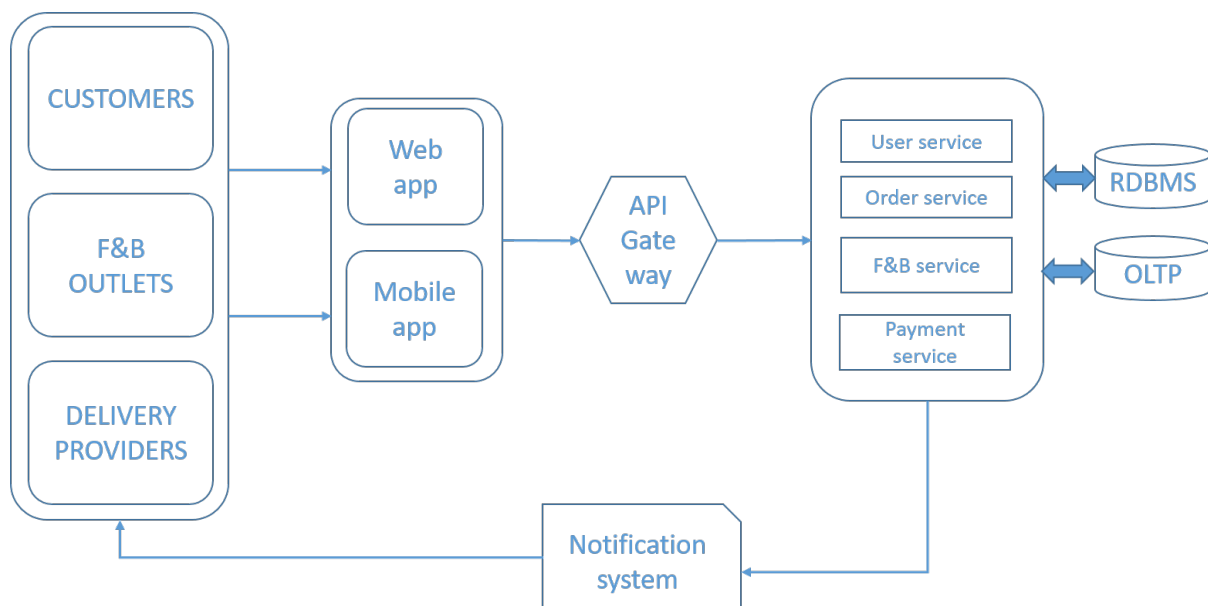 CUSTOMERS
F&B
OUTLETS
DELIVERY
PROVIDERS
Web
app
Mobile
app
API
Gate
way
User service
Order service
F&B service
Payment
service
RDBMS
OLTP
Notification
system